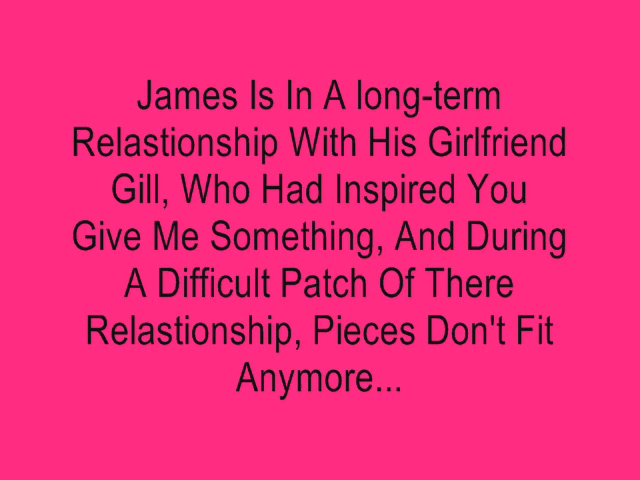 James Is In A long-term
Relastionship With His Girlfriend
Gill, Who Had Inspired You
Give Me Something, And During
A Difficult Patch Of There
Relastionship, Pieces Don't Fit
Anymore...